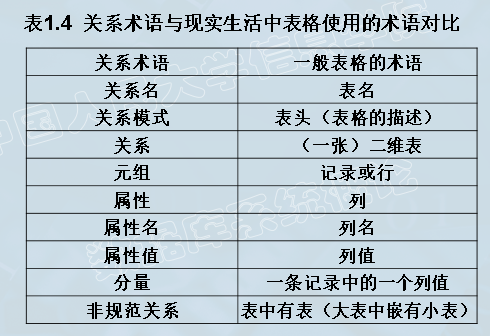 表1.4 关系术语与现实生活中表格使用的术语对比
关系术语 一般表格的术语
关系名 表名
关系模式 表头（表格的描述）
关系 （一张）二维表
元组 记录或行
属性 列
属性名 列名
属性值 列值
分量 一条记录中的一个列值
非规范关系 表中有表（大表中嵌有小表）